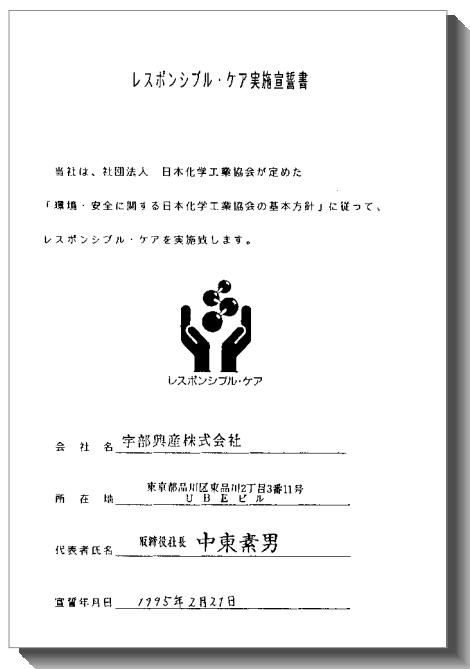 レスポンシブル・ケア実施宣誓書
当社は、社団法人 日本化学工業協会が定めた
「環境・安全に関する日本化学工業協会の基本方針」に従って、
レスポンシブル・ケアを実施致します。
レスポンシブル・ケア
会 社 名 宇部興産株式会社
東京都品川区東品川2丁目3番11号
所 在 地 UBEビル
代表者氏名 取締役社長 中東素男
宣誓年月日 1995年2月21日